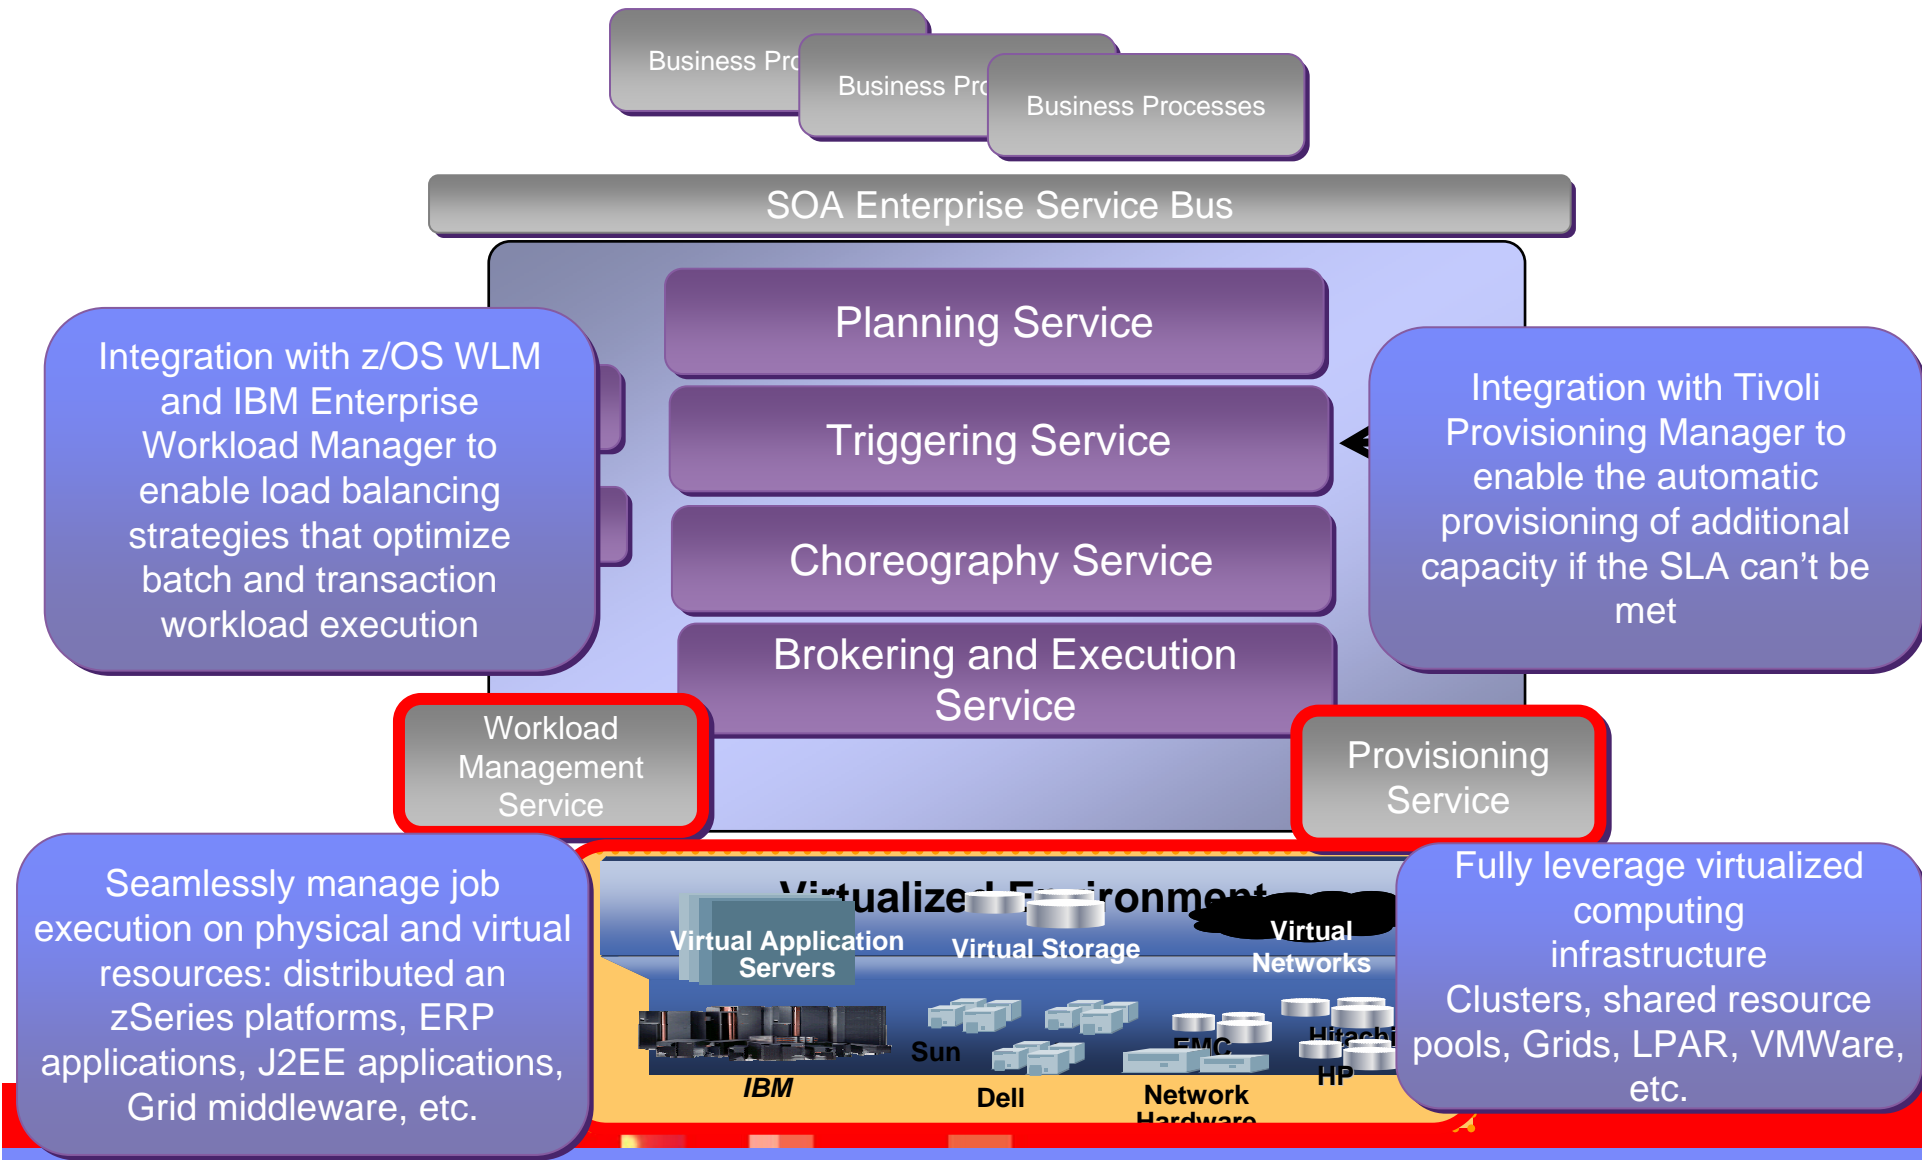 Business Pro
Business Pro
Business Processes
SOA Enterprise Service Bus
Planning Service
Triggering Service
Choreography Service
Brokering and Execution
Service
Integration with z/OS WLM
and IBM Enterprise
Workload Manager to
enable load balancing
strategies that optimize
batch and transaction
workload execution
Integration with Tivoli
Provisioning Manager to
enable the automatic
provisioning of additional
capacity if the SLA can’t be
met
Workload
Management
Service
Provisioning
Service
Seamlessly manage job
execution on physical and virtual
resources: distributed an
zSeries platforms, ERP
applications, J2EE applications,
Grid middleware, etc.
Virtualized Environment
Virtual Application
Servers
Virtual Storage
Virtual
Networks
IBM
Sun
Dell
EMC
Network
Hardware
Hitachi
HP
Fully leverage virtualized
computing
infrastructure
Clusters, shared resource
pools, Grids, LPAR, VMWare,
etc.